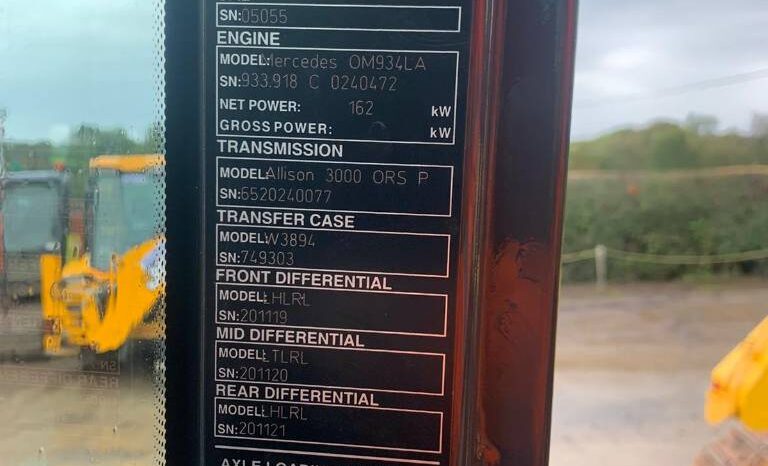 SN:05055
ENGINE
MODEL:Mercedes OM934LA
SN:933.918 C 0240472
NET POWER: 162 kW
GROSS POWER: kW
TRANSMISSION
MODEL:Allison 3000 ORS P
SN:6520240077
TRANSFER CASE
MODEL:W3894
SN:749303
FRONT DIFFERENTIAL
MODEL:LHLRL
SN:201119
MID DIFFERENTIAL
MODEL:LTLRL
SN:201120
REAR DIFFERENTIAL
MODEL:LHLRL
SN:201121